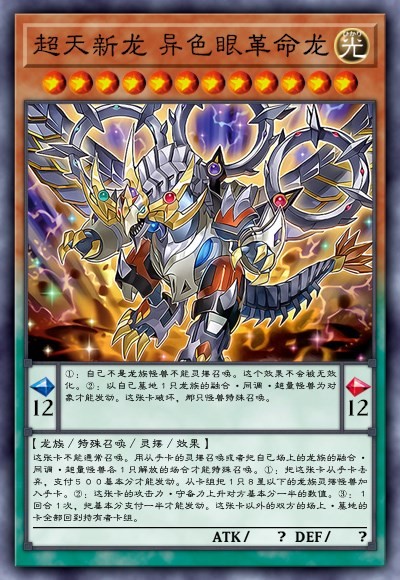 超天新龙 异色眼革命龙
ひかり
光
①：自己不是龙族怪兽不能灵摆召唤。这个效果不会被无效
化。②：以自己墓地1只龙族的融合·同调·超量怪兽为对
象才能发动。这张卡破坏，那只怪兽特殊召唤。
12
12
【龙族／特殊召唤／灵摆／效果】
这张卡不能通常召唤。用从手卡的灵摆召唤或者把自己场上的龙族的融合·
同调·超量怪兽各1只解放的场合才能特殊召唤。①：把这张卡从手卡丢
弃，支付500基本分才能发动。从卡组把1只8星以下的龙族灵摆怪兽加
入手卡。②：这张卡的攻击力·守备力上升对方基本分一半的数值。③：1
回合1次，把基本分支付一半才能发动。这张卡以外的双方的场上·墓地的
卡全部回到持有者卡组。
ATK／ ? DEF／ ?